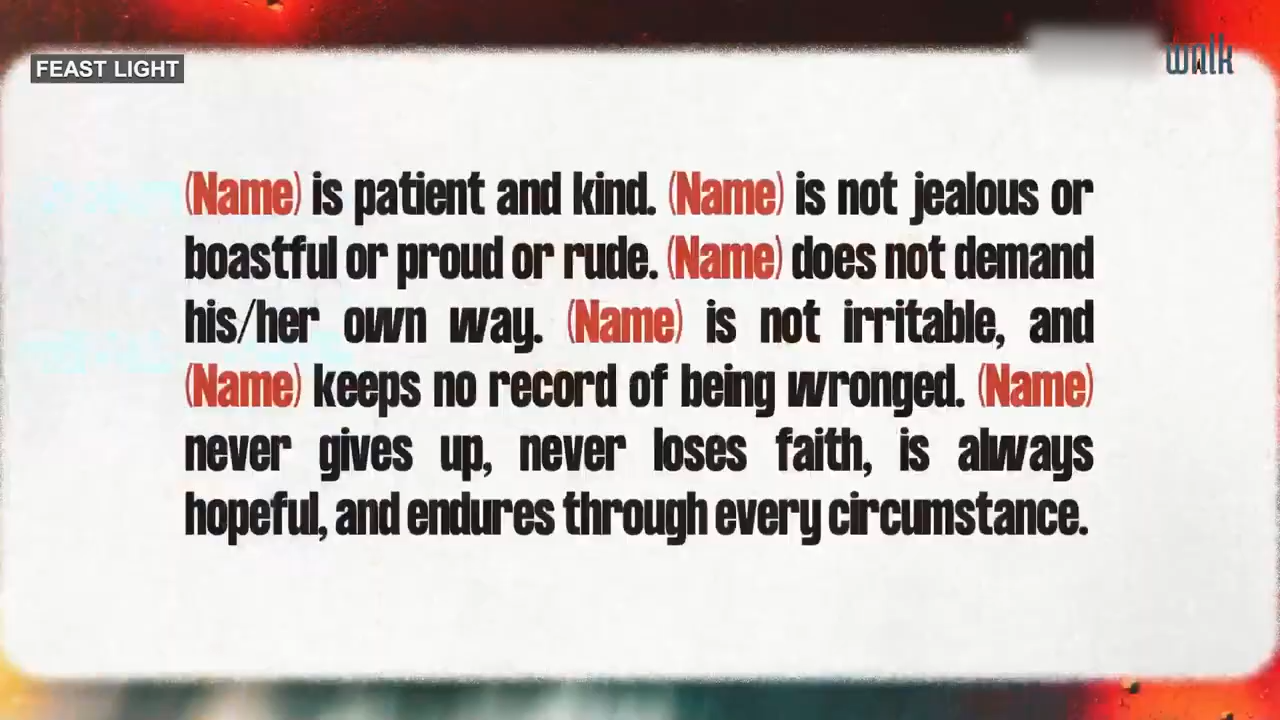 FEAST LIGHT
walk
(Name) is patient and kind. (Name) is not jealous or
boastful or proud or rude. (Name) does not demand
his/her own way. (Name) is not irritable, and
(Name) keeps no record of being wronged. (Name)
never gives up, never loses faith, is always
hopeful, and endures through every circumstance.